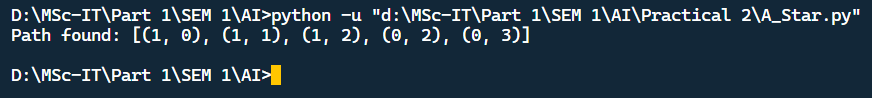 D:\MSc-IT\Part 1\SEM 1\AI>python -u "d:\MSc-IT\Part 1\SEM 1\AI\Practical 2\A_Star.py"
Path found: [(1, 0), (1, 1), (1, 2), (0, 2), (0, 3)]
D:\MSc-IT\Part 1\SEM 1\AI>